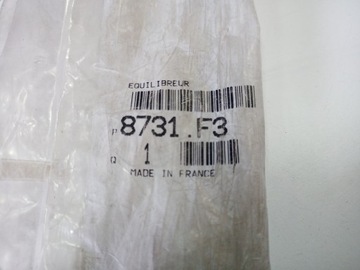 EQUILIBREUR
P 8731.F3
Q 1
MADE IN FRANCE